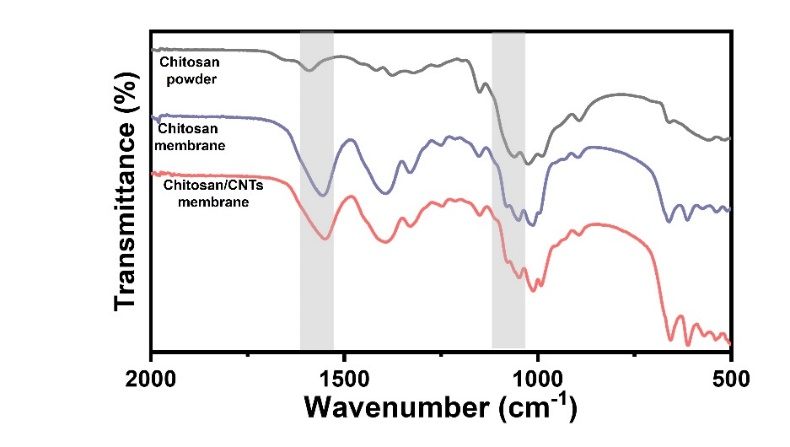 Transmittance (%)
Chitosan
powder
Chitosan
membrane
Chitosan/CNTs
membrane
2000 1500 1000 500
Wavenumber (cm⁻¹)